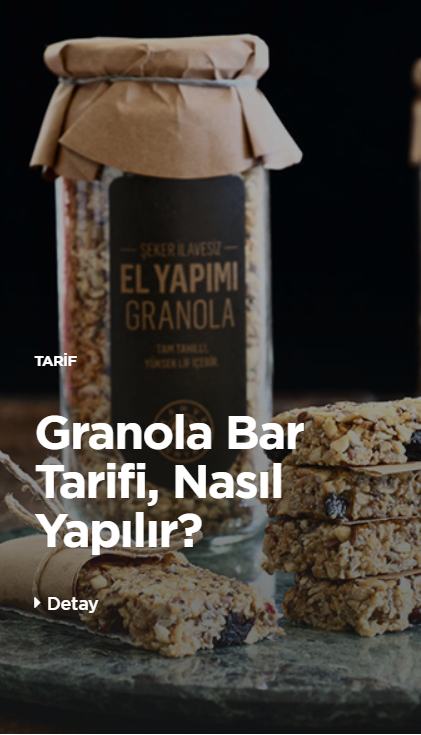 ŞEKER İLAVESİZ
EL YAPIMI
GRANOLA
TAM TAHILLI,
YÜKSEK LİF İÇERİR.
TARİF
Granola Bar
Tarifi, Nasıl
Yapılır?
Detay